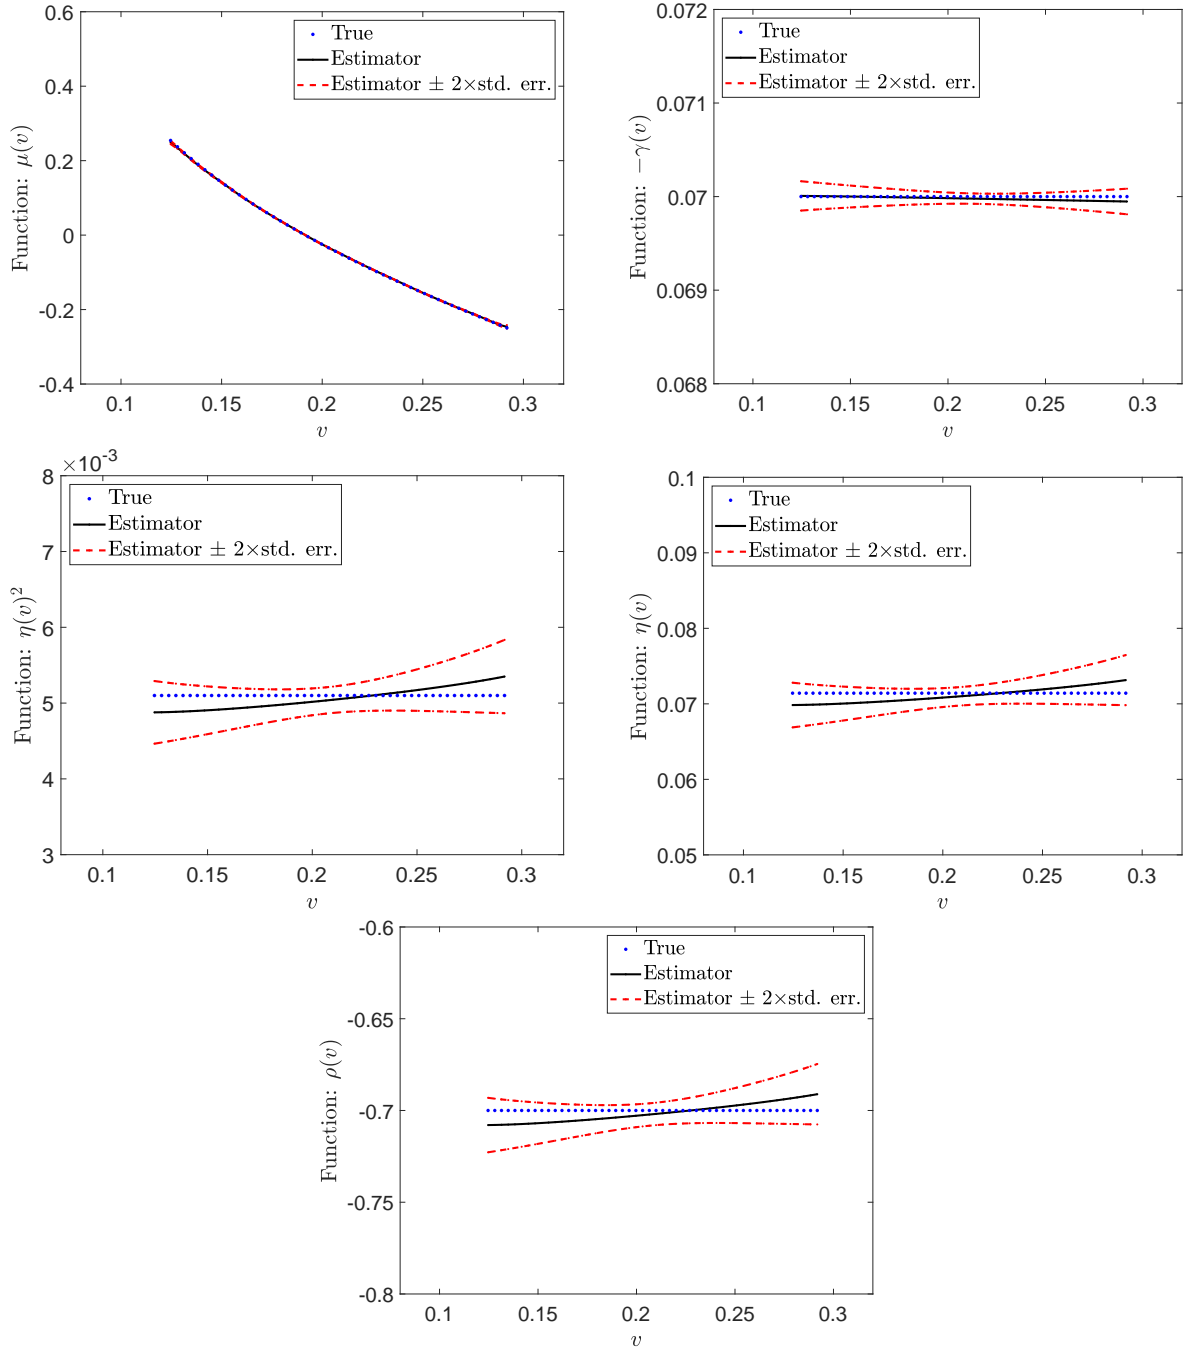 0.6
0.4
0.2
0
-0.2
-0.4
0.1
0.15
0.2
0.25
0.3
v
Function: μ(v)
True
Estimator
Estimator ± 2×std. err.
0.072
0.071
0.07
0.069
0.068
0.1
0.15
0.2
0.25
0.3
v
Function: −γ(v)
True
Estimator
Estimator ± 2×std. err.
×10⁻³
8
7
6
5
4
3
0.1
0.15
0.2
0.25
0.3
v
Function: η(v)²
True
Estimator
Estimator ± 2×std. err.
0.1
0.09
0.08
0.07
0.06
0.05
0.1
0.15
0.2
0.25
0.3
v
Function: η(v)
True
Estimator
Estimator ± 2×std. err.
-0.6
-0.65
-0.7
-0.75
-0.8
0.1
0.15
0.2
0.25
0.3
v
Function: ρ(v)
True
Estimator
Estimator ± 2×std. err.